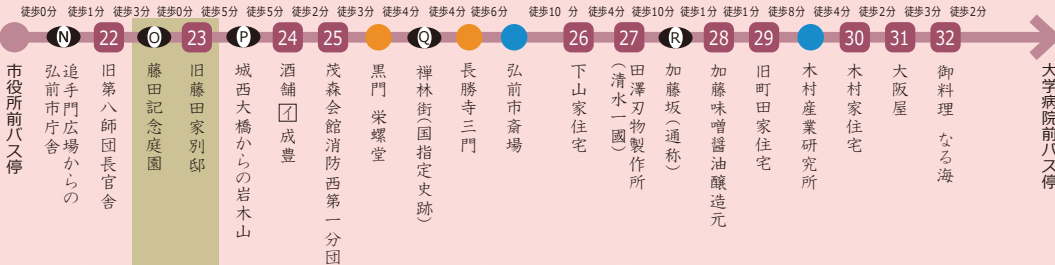 徒歩0分 徒歩1分 徒歩3分 徒歩0分 徒歩5分 徒歩5分 徒歩2分 徒歩3分 徒歩4分 徒歩4分 徒歩6分 徒歩10 分 徒歩4分 徒歩10分 徒歩1分 徒歩1分 徒歩8分 徒歩4分 徒歩2分 徒歩3分 徒歩2分
N 22 O 23 P 24 25 Q 26 27 R 28 29 30 31 32
市役所前バス停
追手門広場からの
弘前市庁舎
旧第八師団長官舎
藤田記念庭園
旧藤田家別邸
城西大橋からの岩木山
酒舗イ成豊
茂森会館消防西第一分団
黒門 栄螺堂
禅林街(国指定史跡)
長勝寺三門
弘前市斎場
下山家住宅
田澤刃物製作所
(清水一國)
加藤坂(通称)
加藤味噌醤油醸造元
旧町田家住宅
木村産業研究所
木村家住宅
大阪屋
御料理 なる海
大学病院前バス停